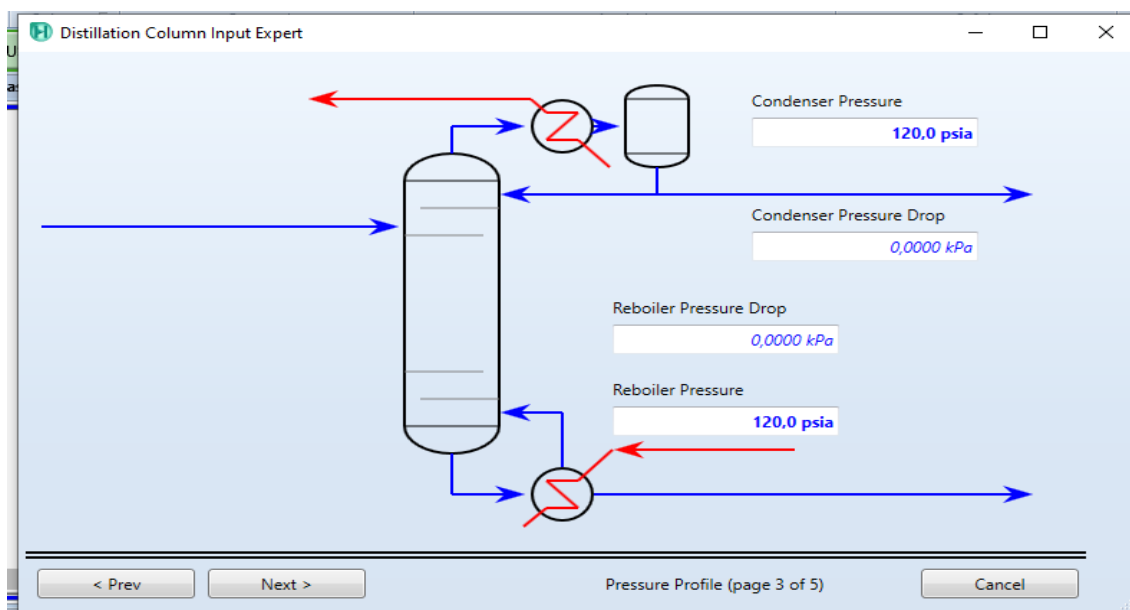 Distillation Column Input Expert
Condenser Pressure
120,0 psia
Condenser Pressure Drop
0,0000 kPa
Reboiler Pressure Drop
0,0000 kPa
Reboiler Pressure
120,0 psia
< Prev
Next >
Pressure Profile (page 3 of 5)
Cancel